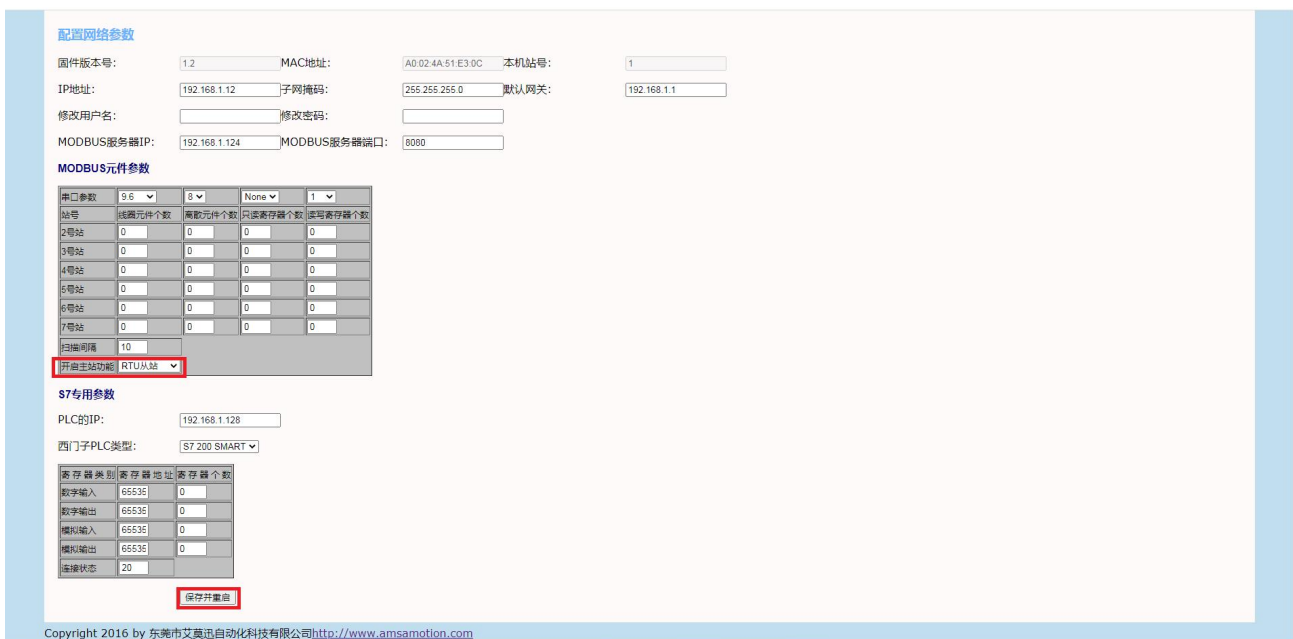 配置网络参数
固件版本号: 1.2 MAC地址: A0:02:4A:51:E3:0C 本机站号: 1
IP地址: 192.168.1.12 子网掩码: 255.255.255.0 默认网关: 192.168.1.1
修改用户名: 修改密码:
MODBUS服务器IP: 192.168.1.124 MODBUS服务器端口: 8080
MODBUS元件参数
串口参数 9.6 8 None 1
站号 线圈元件个数 离散元件个数 只读寄存器个数 读写寄存器个数
2号站 0 0 0 0
3号站 0 0 0 0
4号站 0 0 0 0
5号站 0 0 0 0
6号站 0 0 0 0
7号站 0 0 0 0
扫描间隔 10
开启主站功能 RTU从站
S7专用参数
PLC的IP: 192.168.1.128
西门子PLC类型: S7 200 SMART
寄存器类别 寄存器地址 寄存器个数
数字输入 65535 0
数字输出 65535 0
模拟输入 65535 0
模拟输出 65535 0
连接状态 20
保存并重启
Copyright 2016 by 东莞市艾莫迅自动化科技有限公司http://www.amsamotion.com